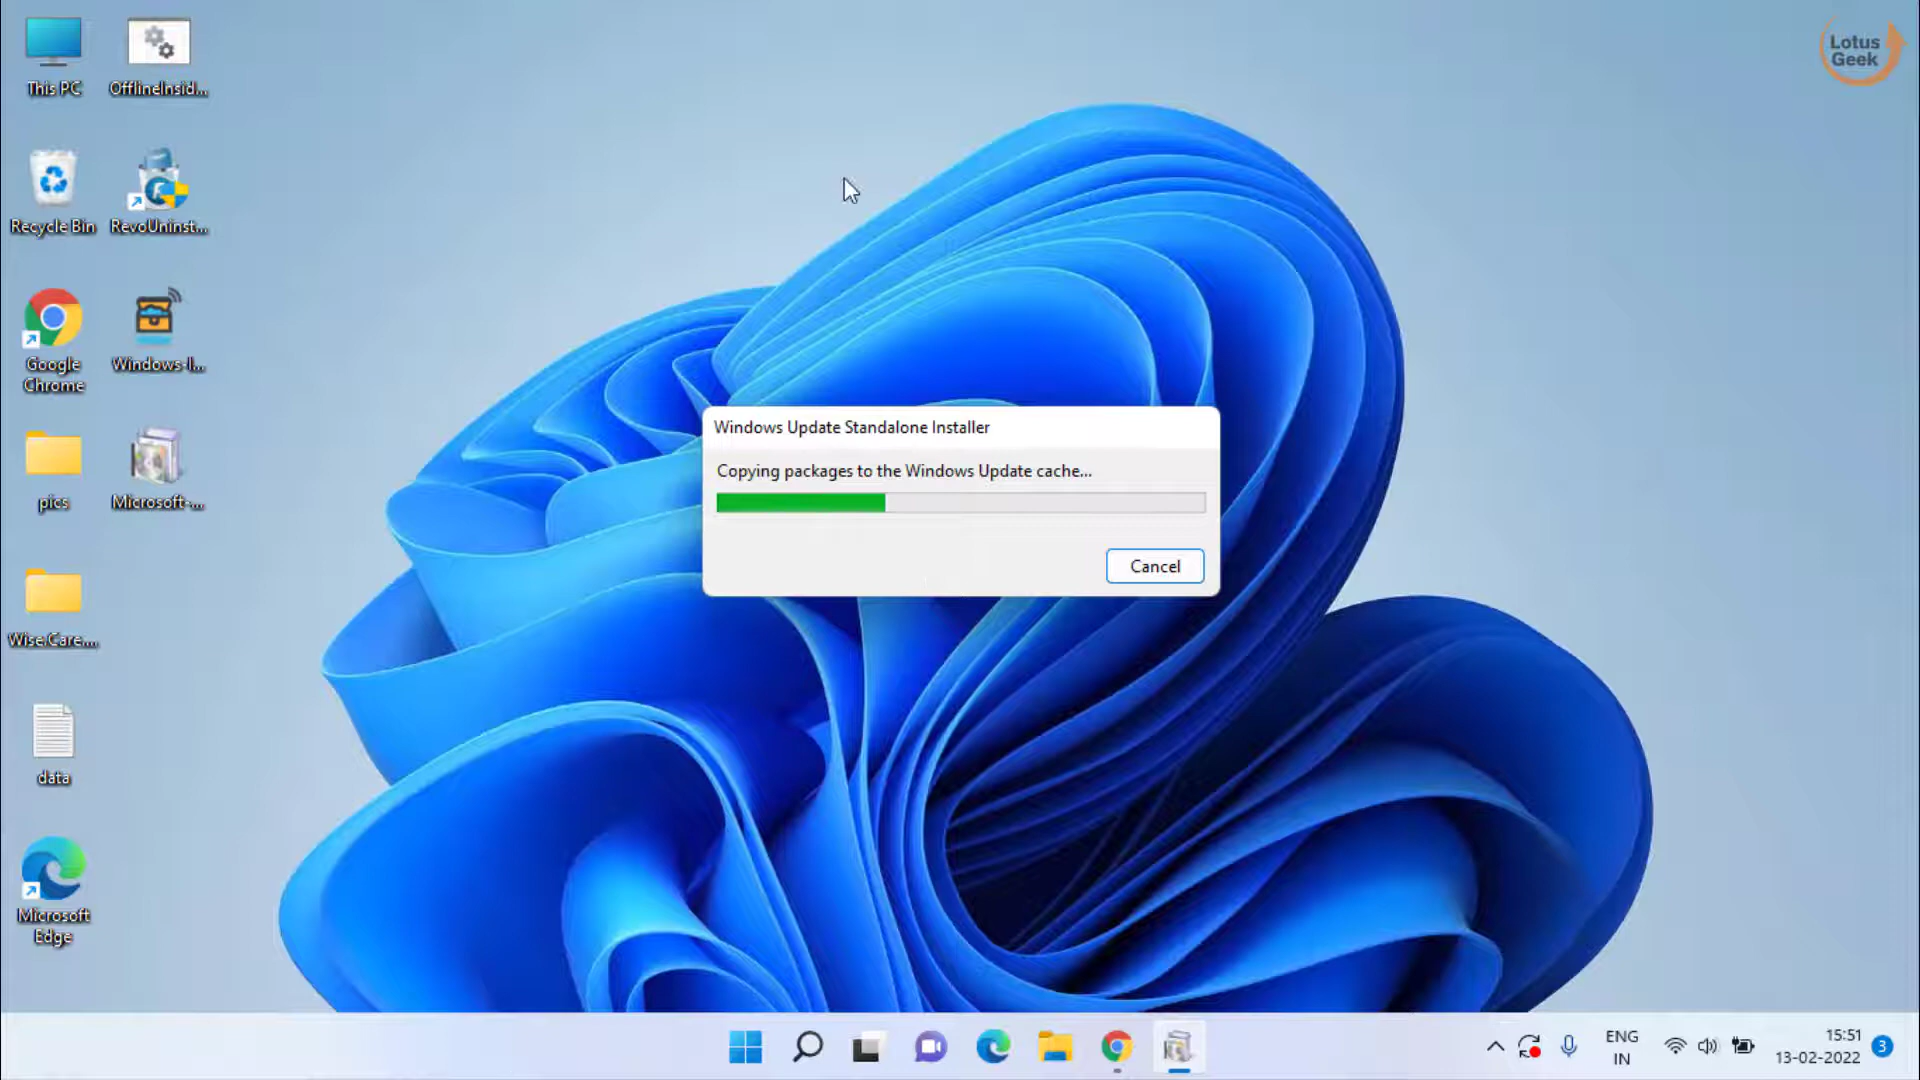 This PC
OfflineInsid...
Recycle Bin
RevoUninst...
Google
Chrome
Windows-I...
pics
Microsoft-...
Wise.Care....
data
Microsoft
Edge
Lotus
Geek
Windows Update Standalone Installer
Copying packages to the Windows Update cache...
Cancel
ENG
IN
15:51
13-02-2022
3